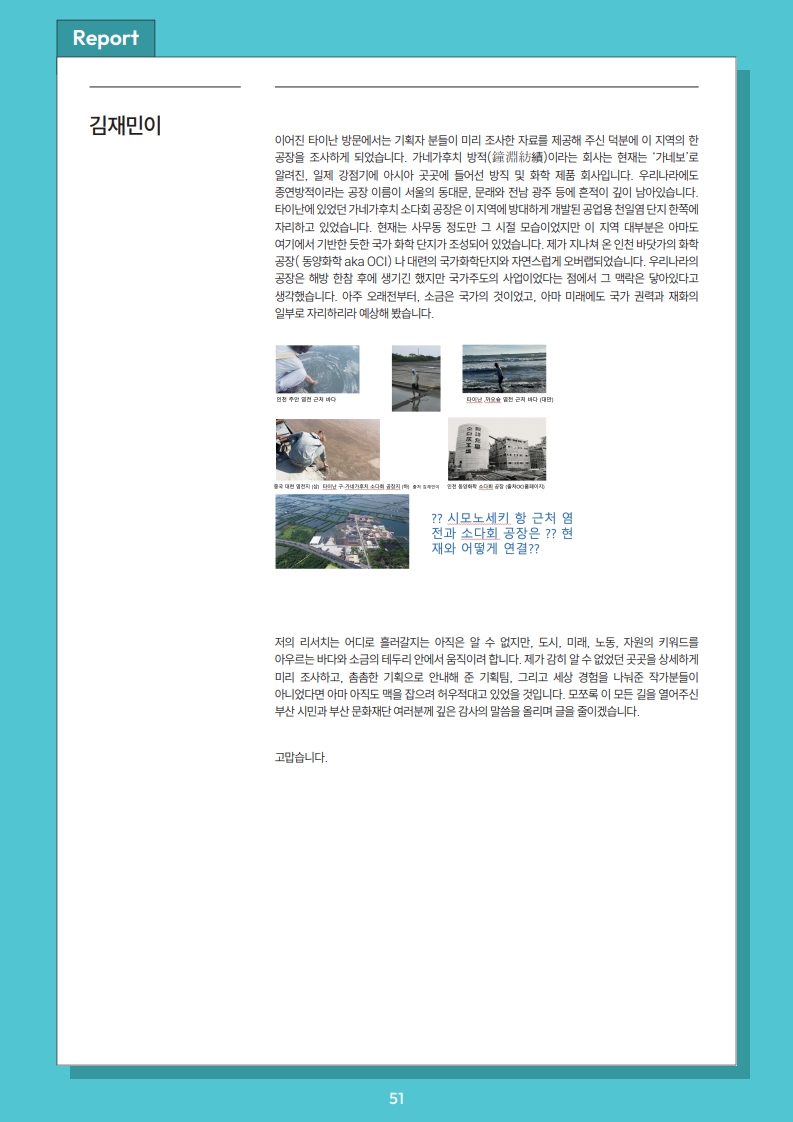 Report
김재민이
이어진 타이난 방문에서는 기획자 분들이 미리 조사한 자료를 제공해 주신 덕분에 이 지역의 한
공장을 조사하게 되었습니다. 가네가후치 방적(鐘淵紡績)이라는 회사는 현재는 '가네보'로
알려진, 일제 강점기에 아시아 곳곳에 들어선 방직 및 화학 제품 회사입니다. 우리나라에도
종연방적이라는 공장 이름이 서울의 동대문, 문래와 전남 광주 등에 흔적이 깊이 남아있습니다.
타이난에 있었던 가네가후치 소다회 공장은 이 지역에 방대하게 개발된 공업용 천일염 단지 한쪽에
자리하고 있었습니다. 현재는 사무동 정도만 그 시절 모습이었지만 이 지역 대부분은 아마도
여기에서 기반한 듯한 국가 화학 단지가 조성되어 있었습니다. 제가 지나쳐 온 인천 바닷가의 화학
공장( 동양화학 aka OCI) 나 대련의 국가화학단지와 자연스럽게 오버랩되었습니다. 우리나라의
공장은 해방 한참 후에 생기긴 했지만 국가주도의 사업이었다는 점에서 그 맥락은 닿아있다고
생각했습니다. 아주 오래전부터, 소금은 국가의 것이었고, 아마 미래에도 국가 권력과 재화의
일부로 자리하리라 예상해 봤습니다.
인천 주안 염전 근처 바다
타이난 ,까오슝 염전 근처 바다 (대만)
중국 대련 염전지 (상) 타이난 구-가네가후치 소다회 공장지 (하) 출처 김재민이
인천 동양화학 소다회 공장 (출처OCI홈페이지)
?? 시모노세키 항 근처 염
전과 소다회 공장은 ?? 현
재와 어떻게 연결??
저의 리서치는 어디로 흘러갈지는 아직은 알 수 없지만, 도시, 미래, 노동, 자원의 키워드를
아우르는 바다와 소금의 테두리 안에서 움직이려 합니다. 제가 감히 알 수 없었던 곳곳을 상세하게
미리 조사하고, 촘촘한 기획으로 안내해 준 기획팀, 그리고 세상 경험을 나눠준 작가분들이
아니었다면 아마 아직도 맥을 잡으려 허우적대고 있었을 것입니다. 모쪼록 이 모든 길을 열어주신
부산 시민과 부산 문화재단 여러분께 깊은 감사의 말씀을 올리며 글을 줄이겠습니다.
고맙습니다.
51